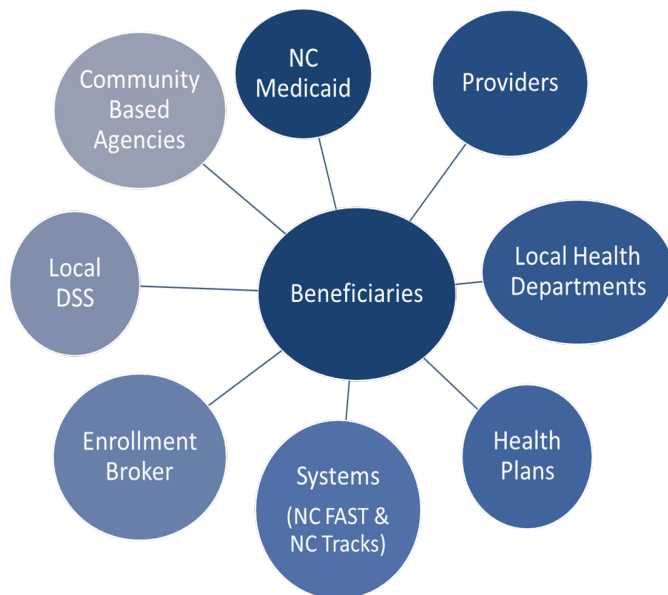 NC
Medicaid
Providers
Local Health
Departments
Health
Plans
Systems
(NC FAST &
NC Tracks)
Enrollment
Broker
Local
DSS
Community
Based
Agencies
Beneficiaries